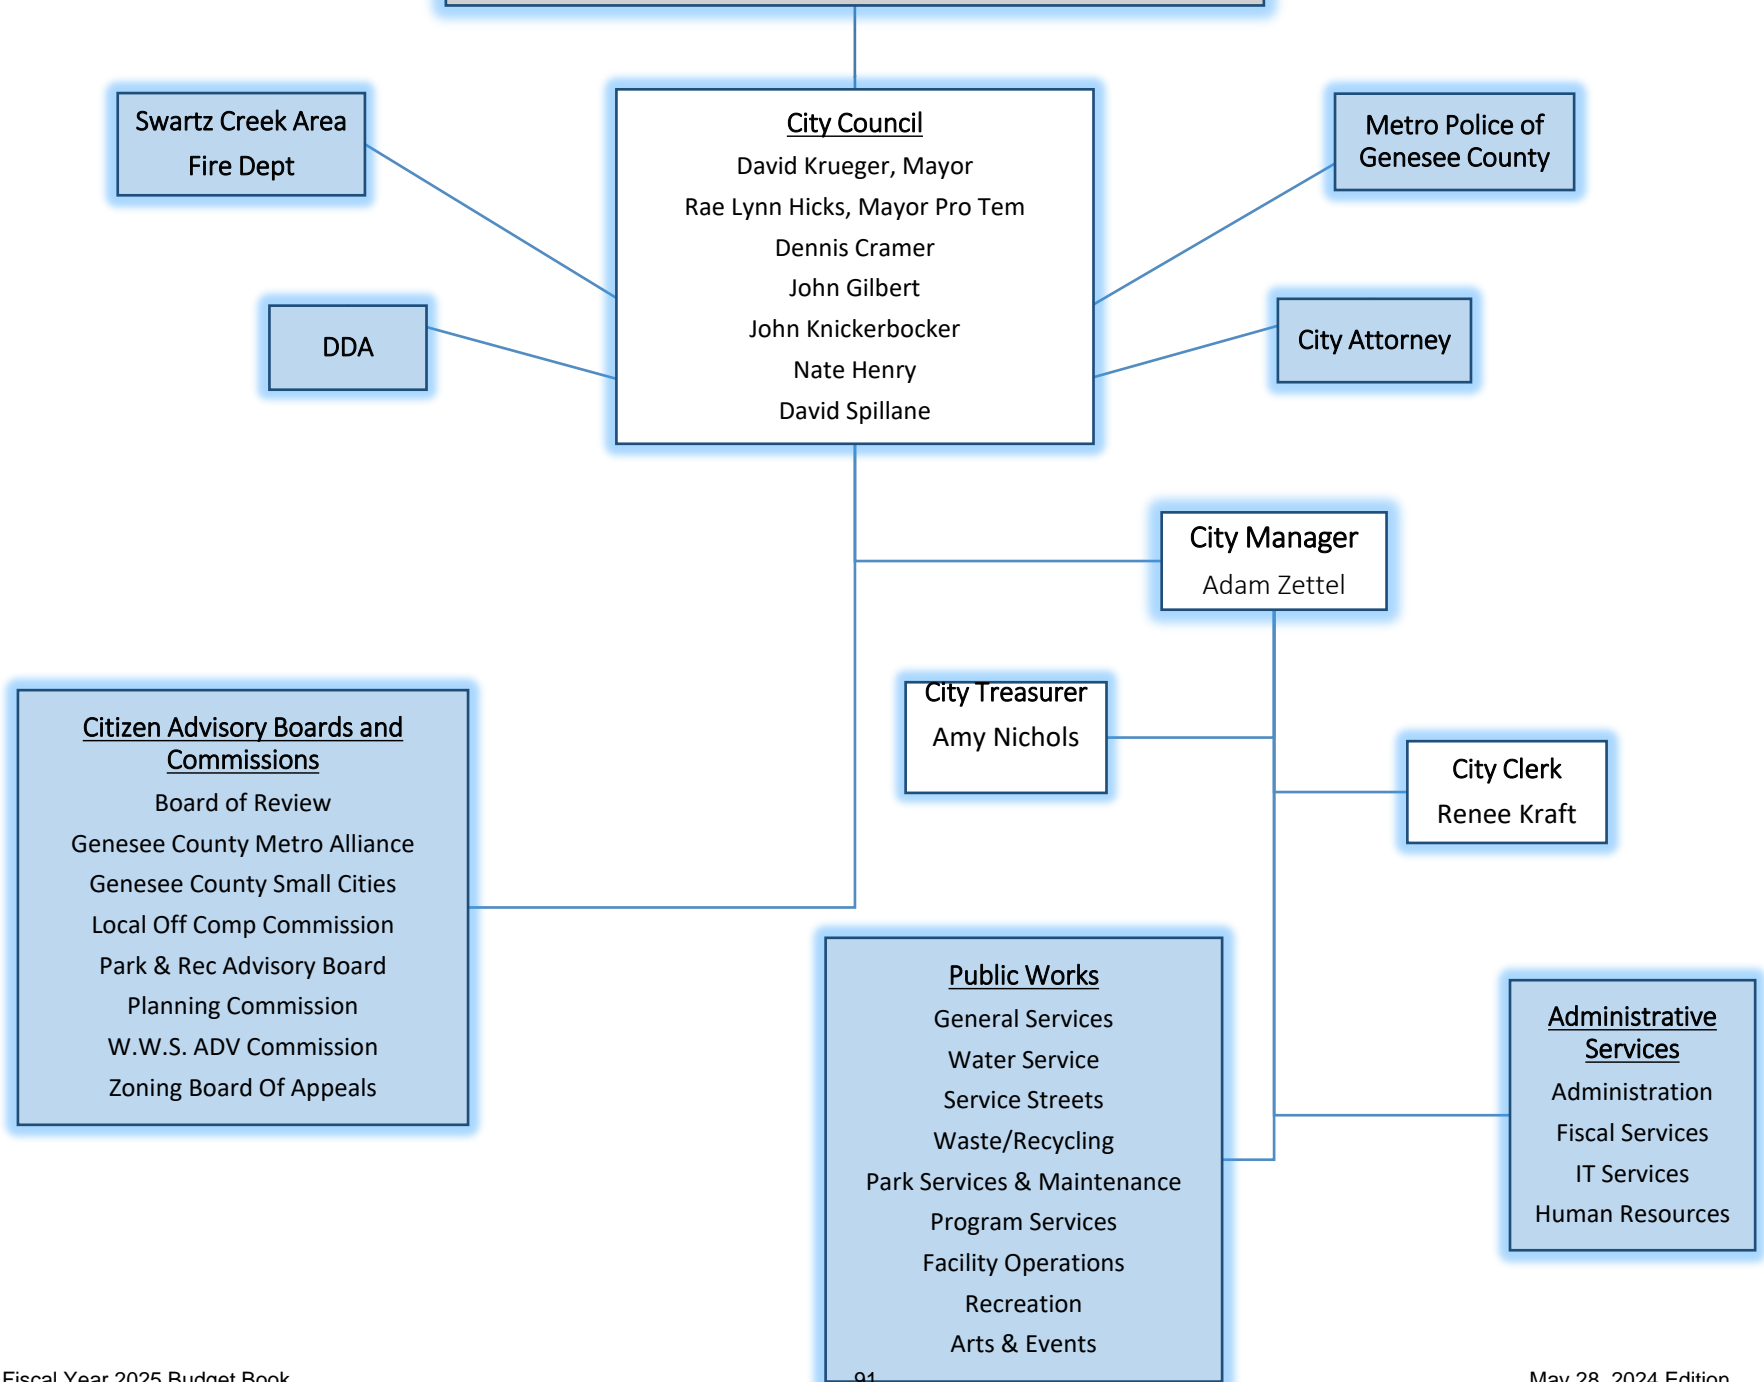 Swartz Creek Area
Fire Dept
City Council
David Krueger, Mayor
Rae Lynn Hicks, Mayor Pro Tem
Dennis Cramer
John Gilbert
John Knickerbocker
Nate Henry
David Spillane
Metro Police of
Genesee County
DDA
City Attorney
City Manager
Adam Zettel
City Treasurer
Amy Nichols
City Clerk
Renee Kraft
Citizen Advisory Boards and
Commissions
Board of Review
Genesee County Metro Alliance
Genesee County Small Cities
Local Off Comp Commission
Park & Rec Advisory Board
Planning Commission
W.W.S. ADV Commission
Zoning Board Of Appeals
Public Works
General Services
Water Service
Service Streets
Waste/Recycling
Park Services & Maintenance
Program Services
Facility Operations
Recreation
Arts & Events
Administrative
Services
Administration
Fiscal Services
IT Services
Human Resources
Fiscal Year 2025 Budget Book
91
May 28, 2024 Edition